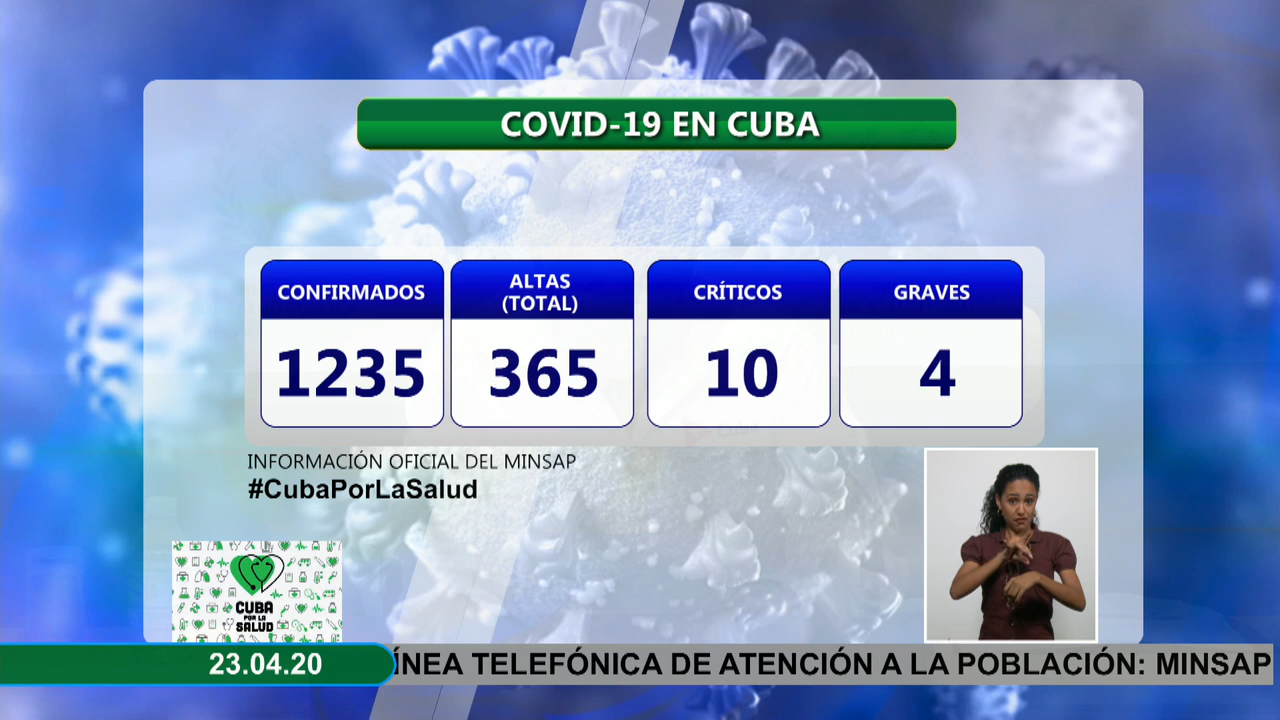 COVID-19 EN CUBA
CONFIRMADOS
1235
ALTAS
(TOTAL)
365
CRÍTICOS
10
GRAVES
4
INFORMACIÓN OFICIAL DEL MINSAP
#CubaPorLaSalud
CUBA
POR LA
SALUD
23.04.20
ÍNEA TELEFÓNICA DE ATENCIÓN A LA POBLACIÓN: MINSAP